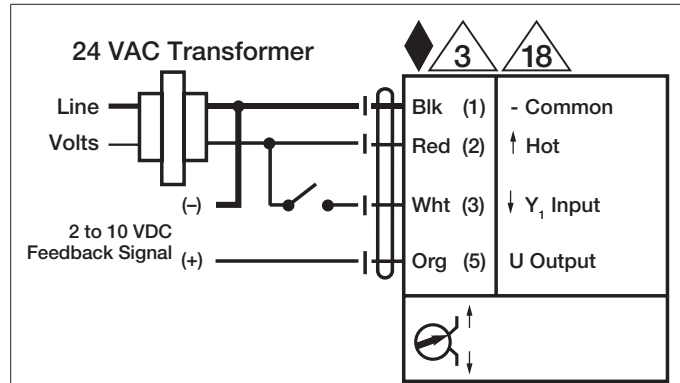 24 VAC Transformer
3 18
Line
Volts
Blk (1) - Common
Red (2) Hot
(–)
Wht (3) Y₁ Input
2 to 10 VDC
Feedback Signal (+)
Org (5) U Output